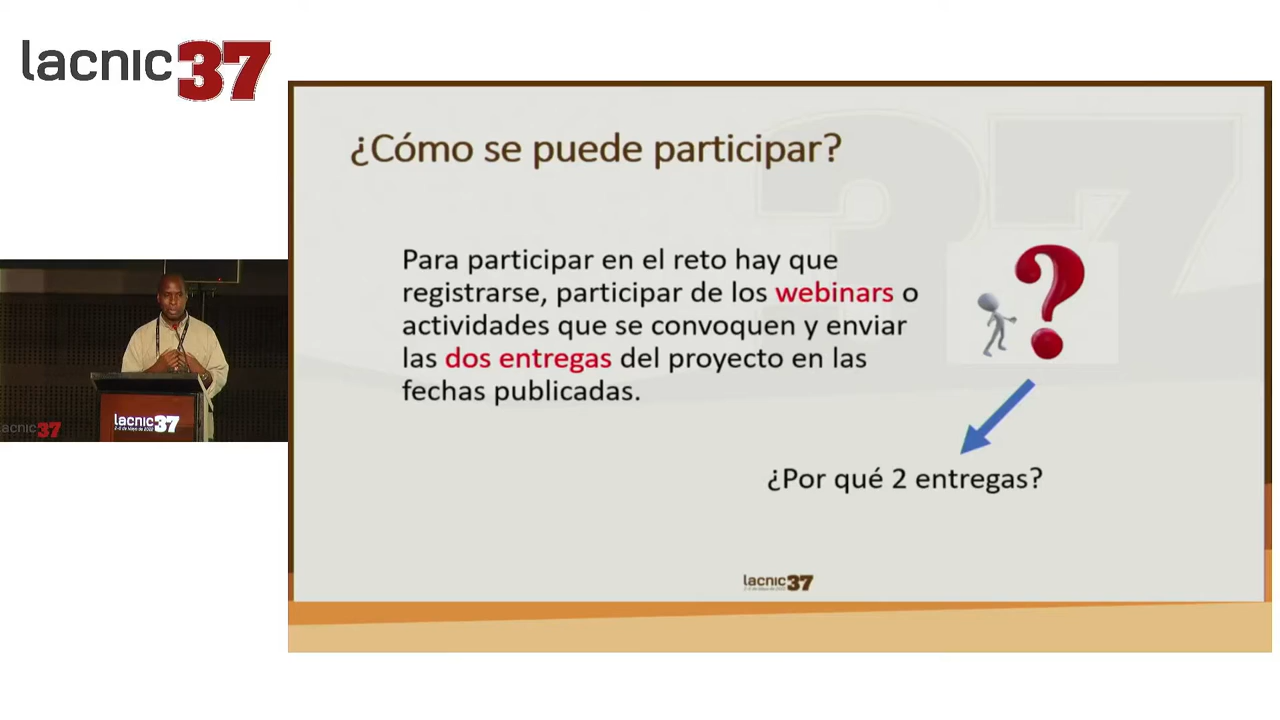 lacnic37
¿Cómo se puede participar?
Para participar en el reto hay que
registrarse, participar de los webinars o
actividades que se convoquen y enviar
las dos entregas del proyecto en las
fechas publicadas.
¿Por qué 2 entregas?
lacnic37
lacnic37
lacnic37
37